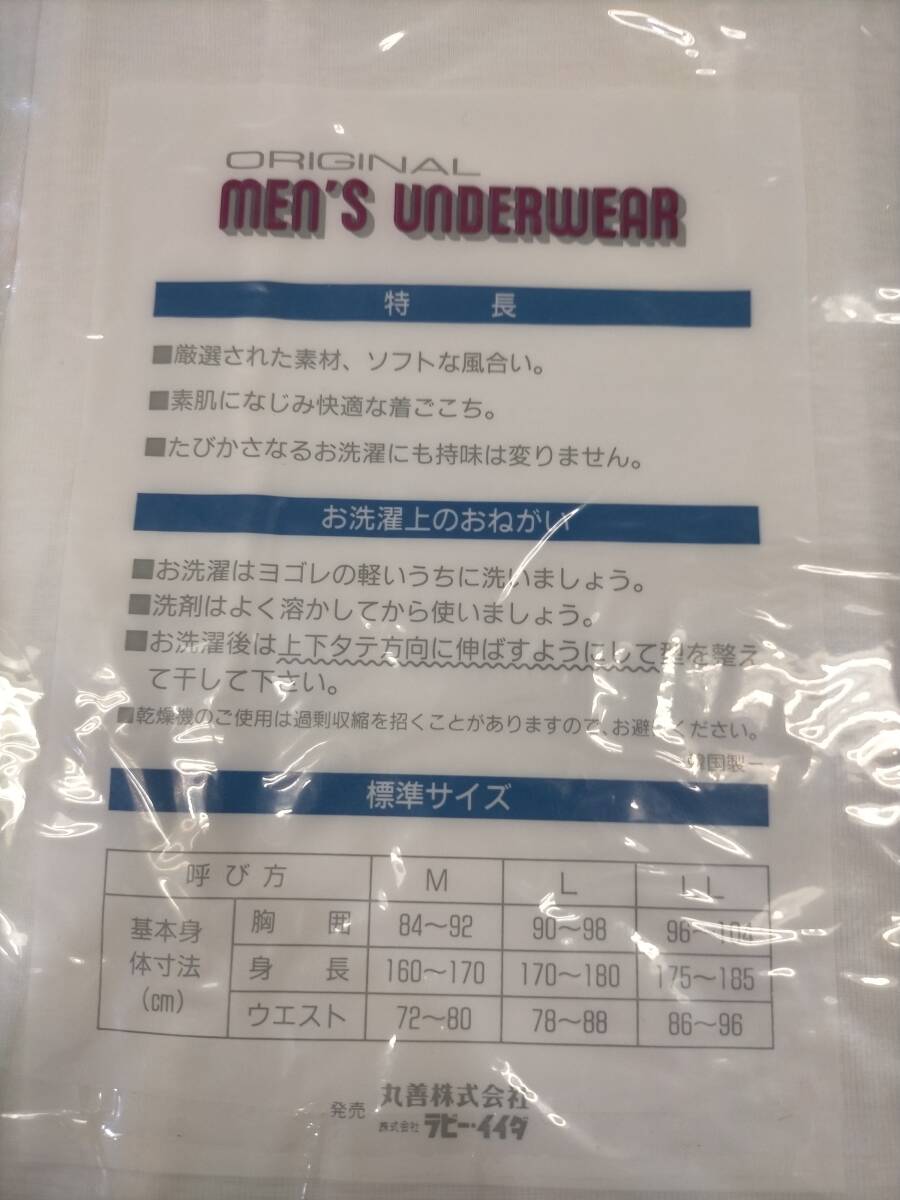 ORIGINAL
MEN'S UNDERWEAR
特長
■厳選された素材、ソフトな風合い。
■素肌になじみ快適な着ごこち。
■たびかさなるお洗濯にも持味は変りません。
お洗濯上のおねがい
■お洗濯はヨゴレの軽いうちに洗いましょう。
■洗剤はよく溶かしてから使いましょう。
■お洗濯後は上下タテ方向に伸ばすようにして型を整え
て干して下さい。
■乾燥機のご使用は過剰収縮を招くことがありますので、お避けください。
韓国製ー
標準サイズ
呼び方 M L LL
基本身体寸法(cm) 胸囲 84～92 90～98 96～104
身長 160～170 170～180 175～185
ウエスト 72～80 78～88 86～96
発売 丸善株式会社
株式会社 ラビー・イイダ